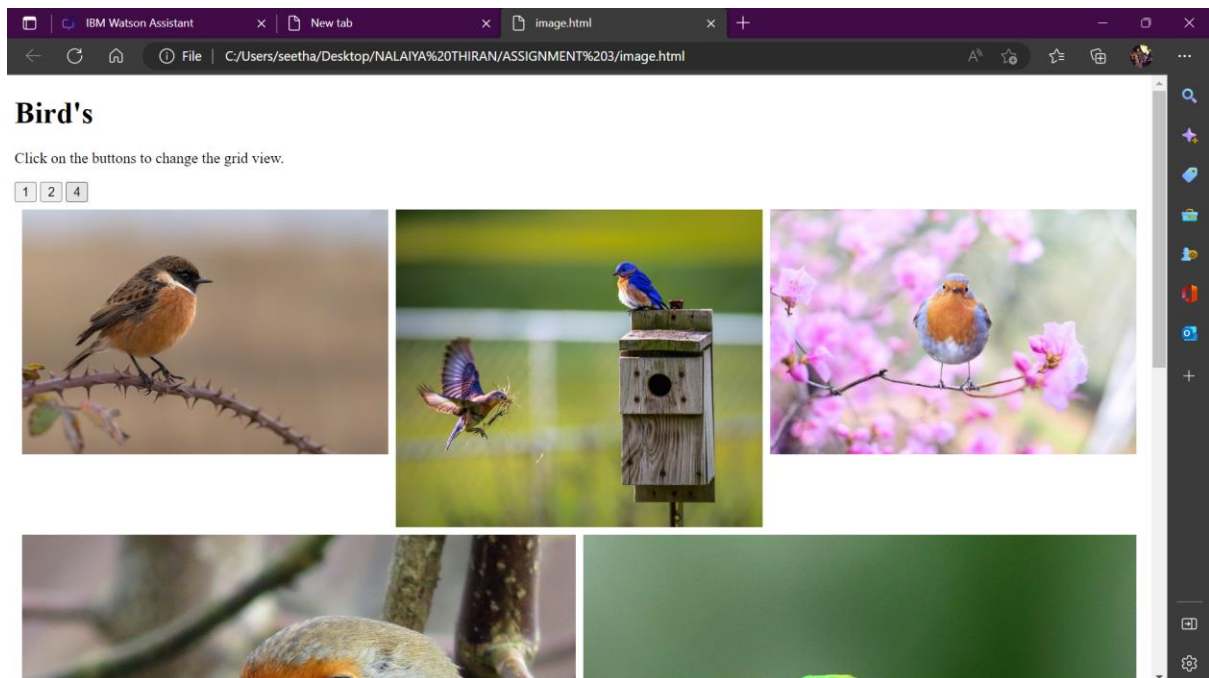 IBM Watson Assistant
New tab
image.html
File
C:/Users/seetha/Desktop/NALAIYA%20THIRAN/ASSIGNMENT%203/image.html
Bird's
Click on the buttons to change the grid view.
1 2 4